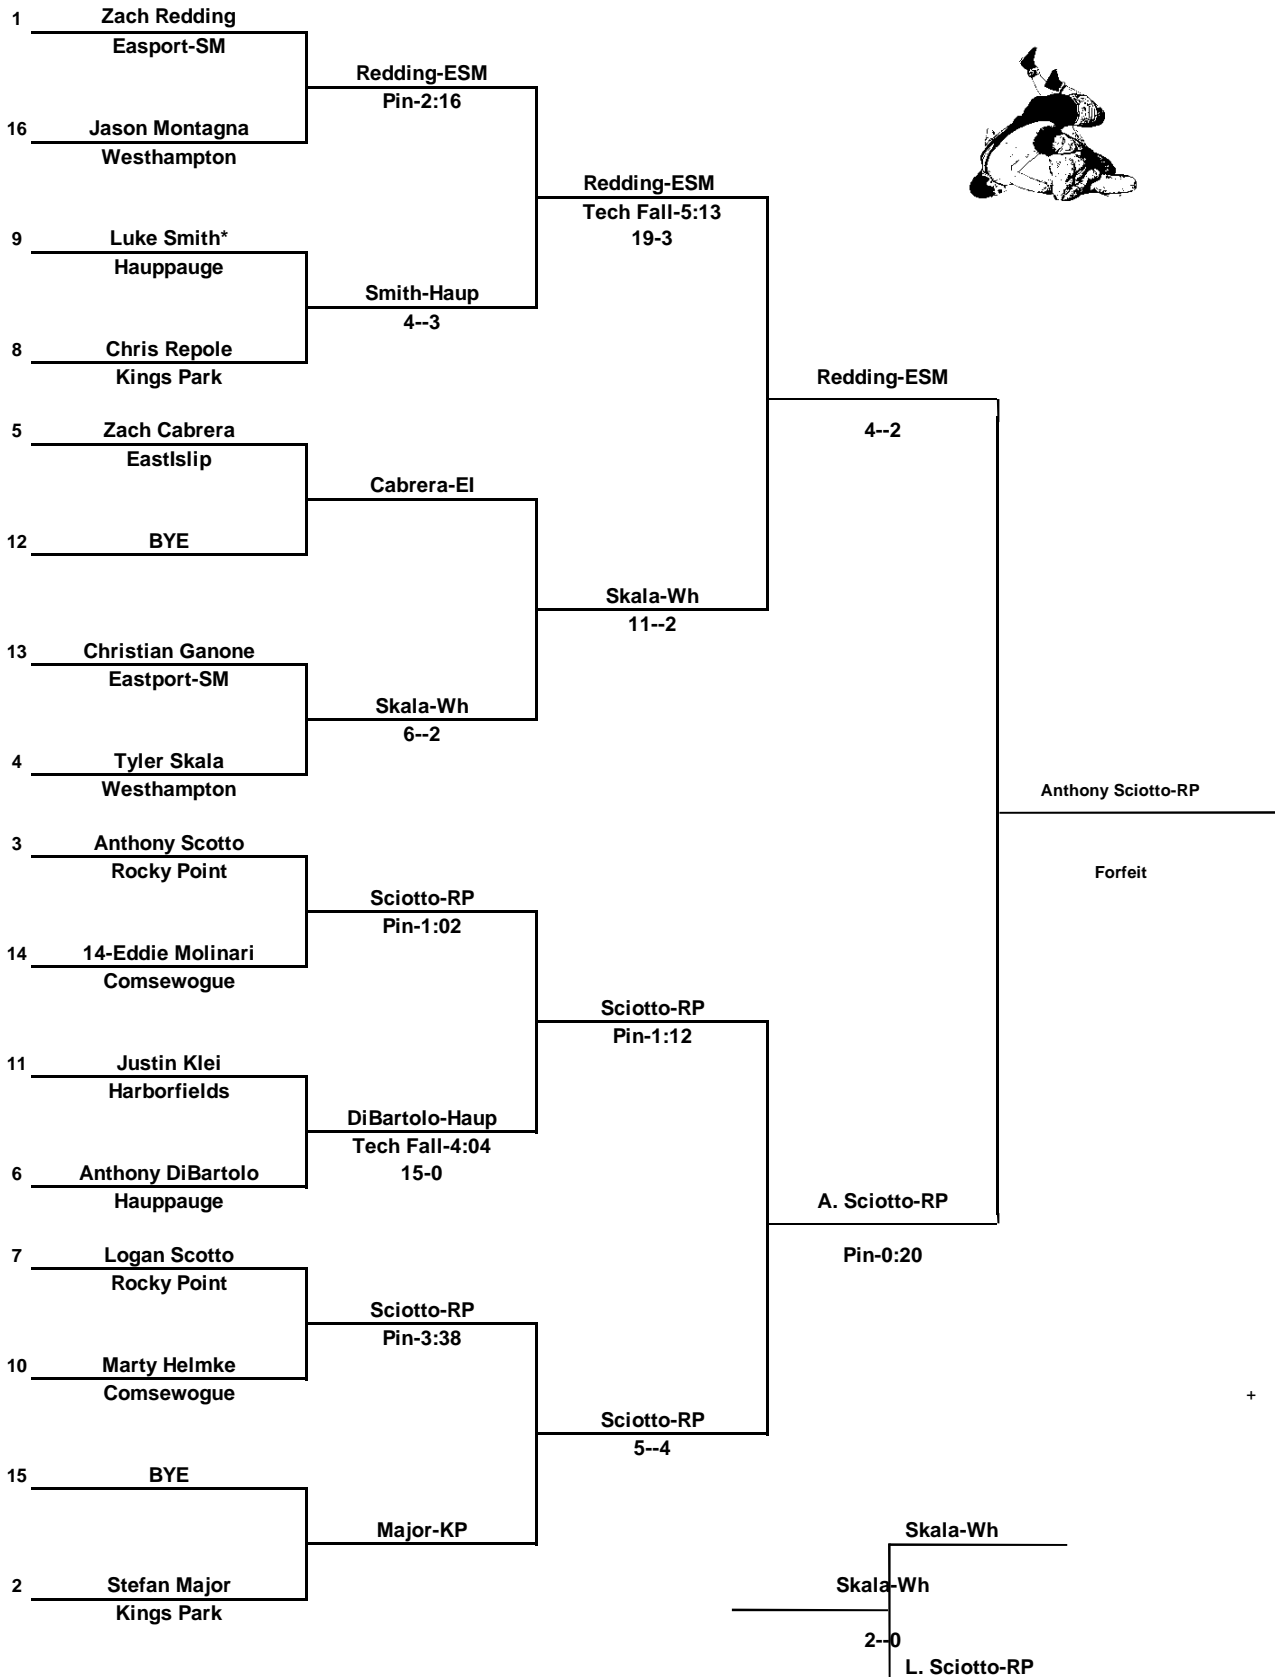 1 Zach Redding
Easport-SM
Redding-ESM
Pin-2:16
16 Jason Montagna
Westhampton
Redding-ESM
Tech Fall-5:13
19-3
9 Luke Smith*
Hauppauge
Smith-Haup
4--3
8 Chris Repole
Kings Park
Redding-ESM
4--2
5 Zach Cabrera
EastIslip
Cabrera-EI
12 BYE
Skala-Wh
11--2
13 Christian Ganone
Eastport-SM
Skala-Wh
6--2
4 Tyler Skala
Westhampton
Anthony Sciotto-RP
Forfeit
3 Anthony Scotto
Rocky Point
Sciotto-RP
Pin-1:02
14 14-Eddie Molinari
Comsewogue
Sciotto-RP
Pin-1:12
11 Justin Klei
Harborfields
DiBartolo-Haup
Tech Fall-4:04
15-0
6 Anthony DiBartolo
Hauppauge
A. Sciotto-RP
Pin-0:20
7 Logan Scotto
Rocky Point
Sciotto-RP
Pin-3:38
10 Marty Helmke
Comsewogue
+
Sciotto-RP
5--4
15 BYE
Major-KP
2 Stefan Major
Kings Park
Skala-Wh
Skala-Wh
2--0
L. Sciotto-RP